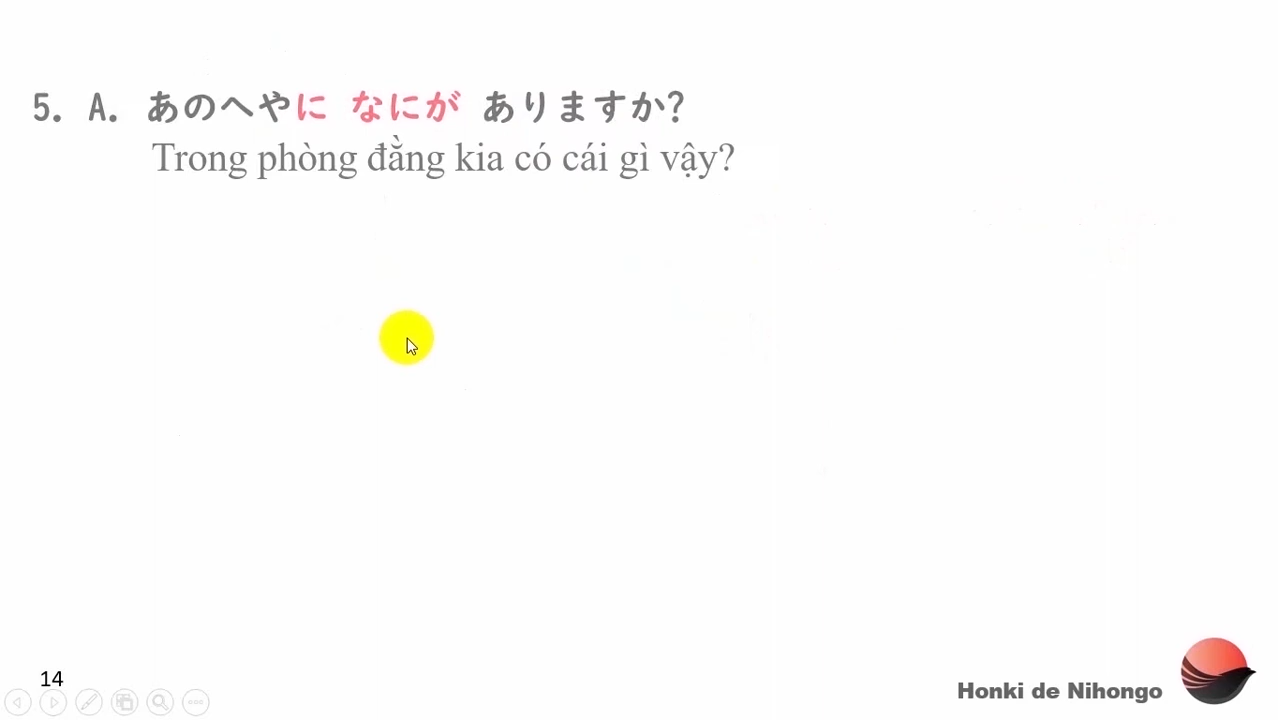 5. A. あのへやに なにが ありますか?
Trong phòng đằng kia có cái gì vậy?
14
Honki de Nihongo